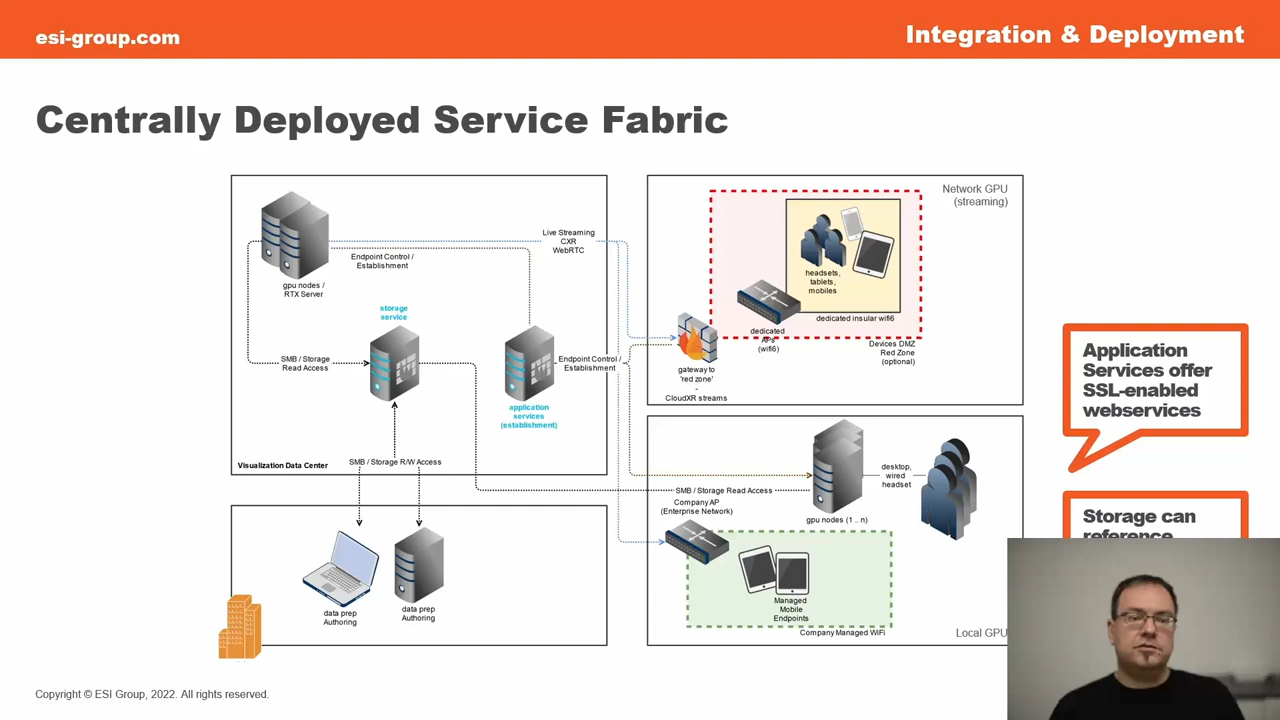 esi-group.com
Integration & Deployment
Centrally Deployed Service Fabric
gpu nodes /
RTX Server
Endpoint Control /
Establishment
Live Streaming
CXR
WebRTC
storage
service
SMB / Storage
Read Access
application
services
(establishment)
Endpoint Control /
Establishment
Visualization Data Center
SMB / Storage R/W Access
data prep
Authoring
data prep
Authoring
Network GPU
(streaming)
headsets,
tablets,
mobiles
dedicated insular wifi6
dedicated
APs
(wifi6)
Devices DMZ
Red Zone
(optional)
gateway to
'red zone'
-
CloudXR streams
desktop,
wired
headset
SMB / Storage Read Access
gpu nodes (1 .. n)
Company AP
(Enterprise Network)
Managed
Mobile
Endpoints
Company Managed WiFi
Local GPU
Application
Services offer
SSL-enabled
webservices
Storage can
reference
Copyright © ESI Group, 2022. All rights reserved.